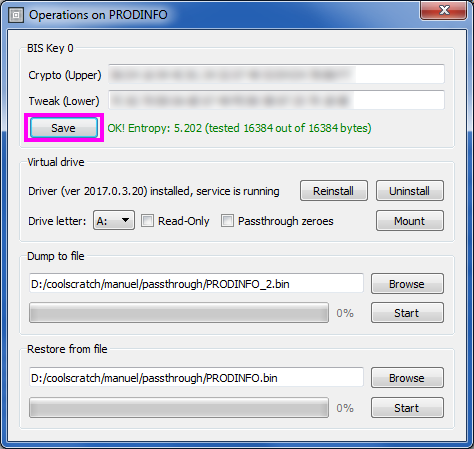 Operations on PRODINFO
BIS Key 0
Crypto (Upper)
Tweak (Lower)
Save OK! Entropy: 5.202 (tested 16384 out of 16384 bytes)
Virtual drive
Driver (ver 2017.0.3.20) installed, service is running Reinstall Uninstall
Drive letter: A: Read-Only Passthrough zeroes Mount
Dump to file
D:/coolscratch/manuel/passthrough/PRODINFO_2.bin Browse
0% Start
Restore from file
D:/coolscratch/manuel/passthrough/PRODINFO.bin Browse
0% Start